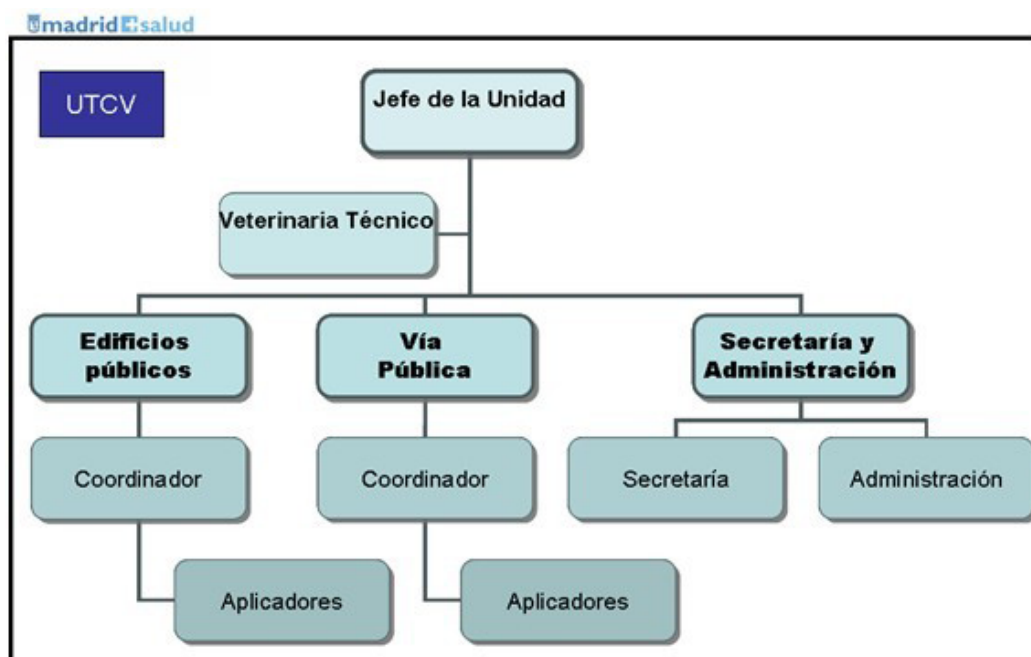 madrid salud
UTCV
Jefe de la Unidad
Veterinaria Técnico
Edificios
públicos
Vía
Pública
Secretaría y
Administración
Coordinador
Coordinador
Secretaría
Administración
Aplicadores
Aplicadores